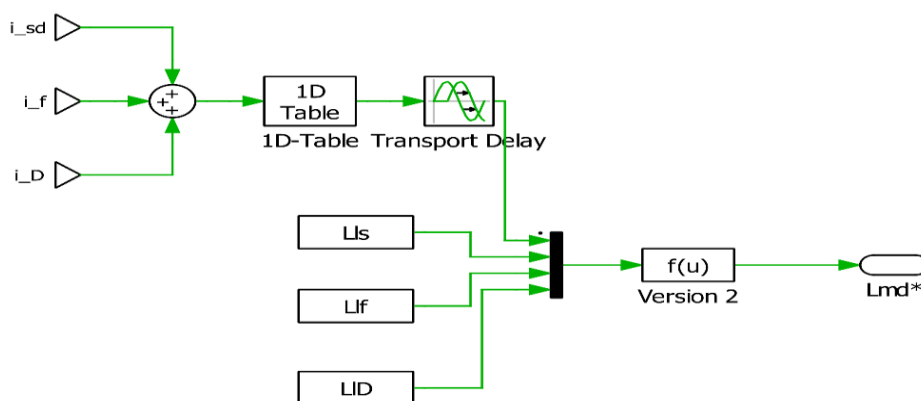 i_sd
i_f
i_D
+
+
+
1D
Table
1D-Table
Transport Delay
Lls
Llf
LlD
f(u)
Version 2
Lmd*